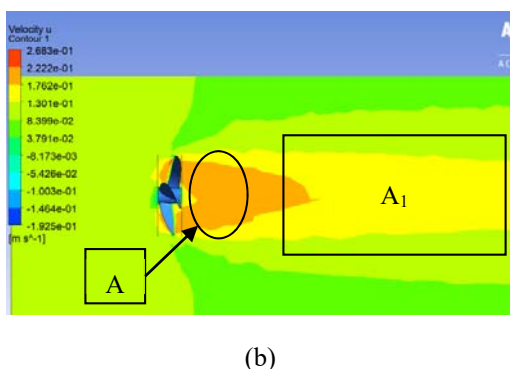 Velocity u
Contour 1
2.683e-01
2.222e-01
1.762e-01
1.301e-01
8.399e-02
3.791e-02
-8.173e-03
-5.426e-02
-1.003e-01
-1.464e-01
-1.925e-01
[m s^-1]
A
A₁
A
(b)